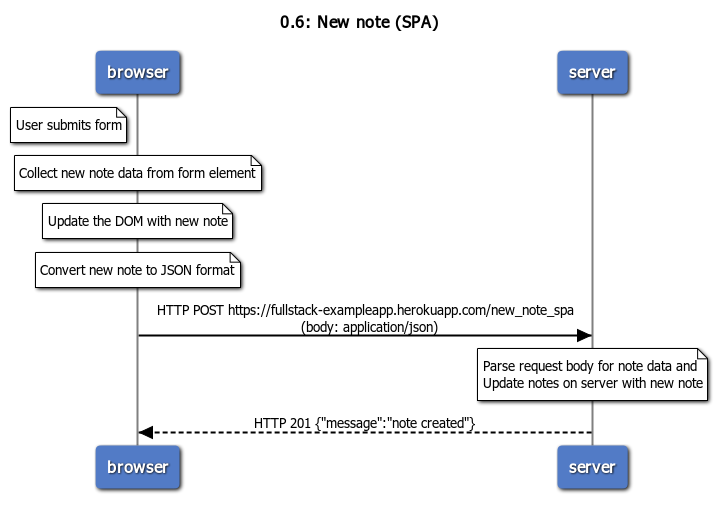 0.6: New note (SPA)
browser
server
User submits form
Collect new note data from form element
Update the DOM with new note
Convert new note to JSON format
HTTP POST https://fullstack-exampleapp.herokuapp.com/new_note_spa
(body: application/json)
Parse request body for note data and
Update notes on server with new note
HTTP 201 {"message":"note created"}
browser
server